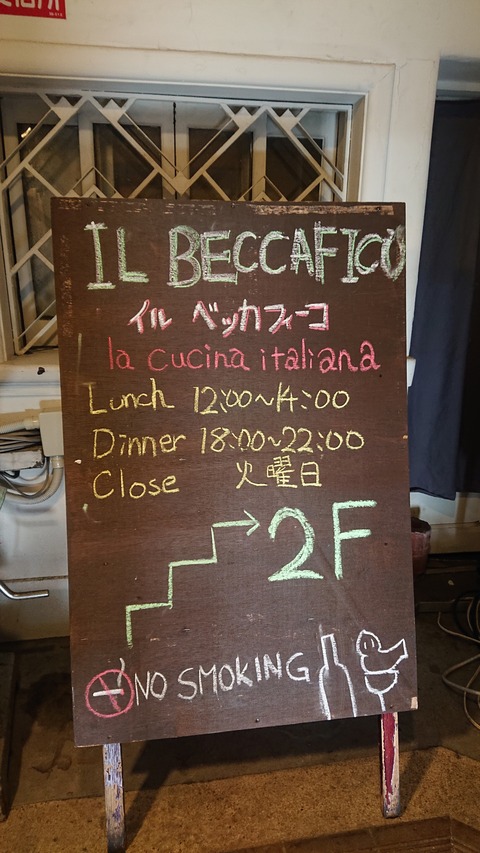 IL BECCAFICO
イル ベッカフィーコ
la cucina italiana
Lunch 12:00~14:00
Dinner 18:00~22:00
Close 火曜日
2F
NO SMOKING